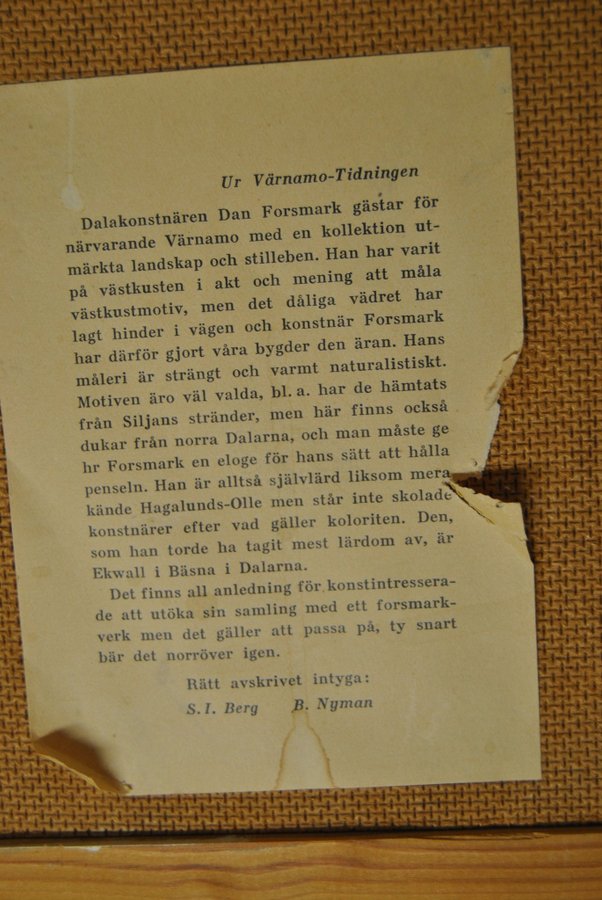 Ur Värnamo-Tidningen
Dalakonstnären Dan Forsmark gästar för
närvarande Värnamo med en kollektion ut-
märkta landskap och stilleben. Han har varit
på västkusten i akt och mening att måla
västkustmotiv, men det dåliga vädret har
lagt hinder i vägen och konstnär Forsmark
har därför gjort våra bygder den äran. Hans
måleri är strängt och varmt naturalistiskt.
Motiven äro väl valda, bl. a. har de hämtats
från Siljans stränder, men här finns också
dukar från norra Dalarna, och man måste ge
hr Forsmark en eloge för hans sätt att hålla
penseln. Han är alltså självlärd liksom mera
kände Hagalunds-Olle men står inte skolade
konstnärer efter vad gäller koloriten. Den,
som han torde ha tagit mest lärdom av, är
Ekwall i Bäsna i Dalarna.
Det finns all anledning för konstintressera-
de att utöka sin samling med ett forsmark-
verk men det gäller att passa på, ty snart
bär det norröver igen.
Rätt avskrivet intyga:
S. I. Berg B. Nyman